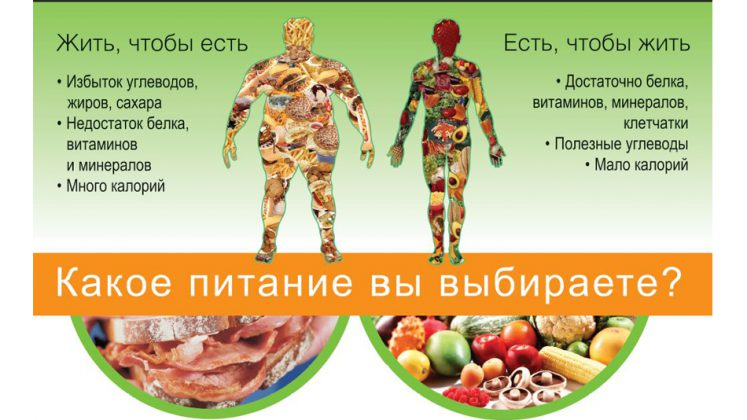 Жить, чтобы есть
• Избыток углеводов,
жиров, сахара
• Недостаток белка,
витаминов
и минералов
• Много калорий
Есть, чтобы жить
• Достаточно белка,
витаминов, минералов,
клетчатки
• Полезные углеводы
• Мало калорий
Какое питание вы выбираете?